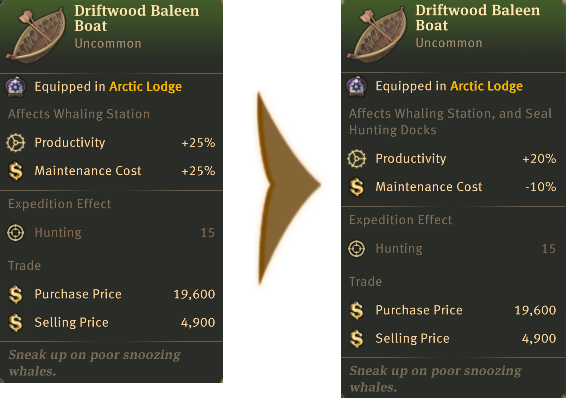 Driftwood Baleen
Boat
Uncommon
Equipped in Arctic Lodge
Affects Whaling Station
Productivity +25%
Maintenance Cost +25%
Expedition Effect
Hunting 15
Trade
Purchase Price 19,600
Selling Price 4,900
Sneak up on poor snoozing
whales.
Driftwood Baleen
Boat
Uncommon
Equipped in Arctic Lodge
Affects Whaling Station, and Seal
Hunting Docks
Productivity +20%
Maintenance Cost -10%
Expedition Effect
Hunting 15
Trade
Purchase Price 19,600
Selling Price 4,900
Sneak up on poor snoozing
whales.